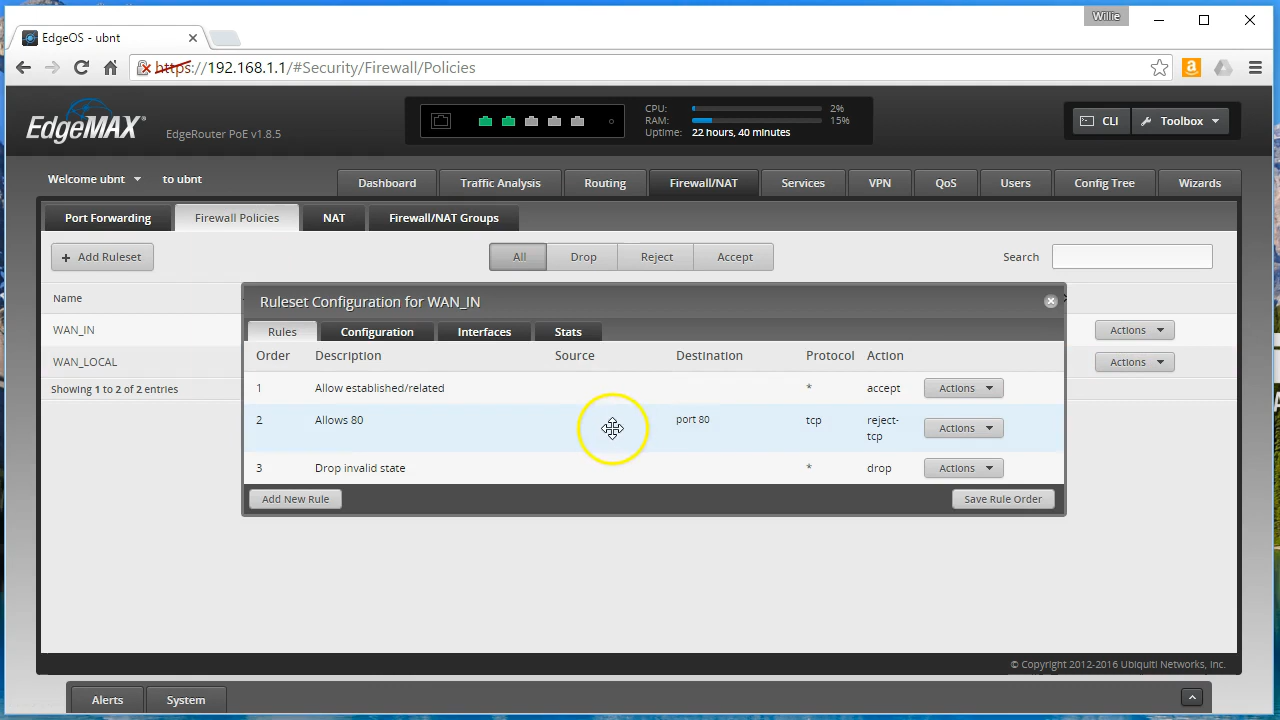 Willie
EdgeOS - ubnt
https://192.168.1.1/#Security/Firewall/Policies
EdgeMAX®
EdgeRouter PoE v1.8.5
CPU: 2%
RAM: 15%
Uptime: 22 hours, 40 minutes
CLI
Toolbox
Welcome ubnt
to ubnt
Dashboard
Traffic Analysis
Routing
Firewall/NAT
Services
VPN
QoS
Users
Config Tree
Wizards
Port Forwarding
Firewall Policies
NAT
Firewall/NAT Groups
+ Add Ruleset
All
Drop
Reject
Accept
Search
Name
WAN_IN
Actions
WAN_LOCAL
Actions
Showing 1 to 2 of 2 entries
Ruleset Configuration for WAN_IN
Rules
Configuration
Interfaces
Stats
Order Description Source Destination Protocol Action
1 Allow established/related * accept Actions
2 Allows 80 port 80 tcp reject-
tcp Actions
3 Drop invalid state * drop Actions
Add New Rule
Save Rule Order
© Copyright 2012-2016 Ubiquiti Networks, Inc.
Alerts
System